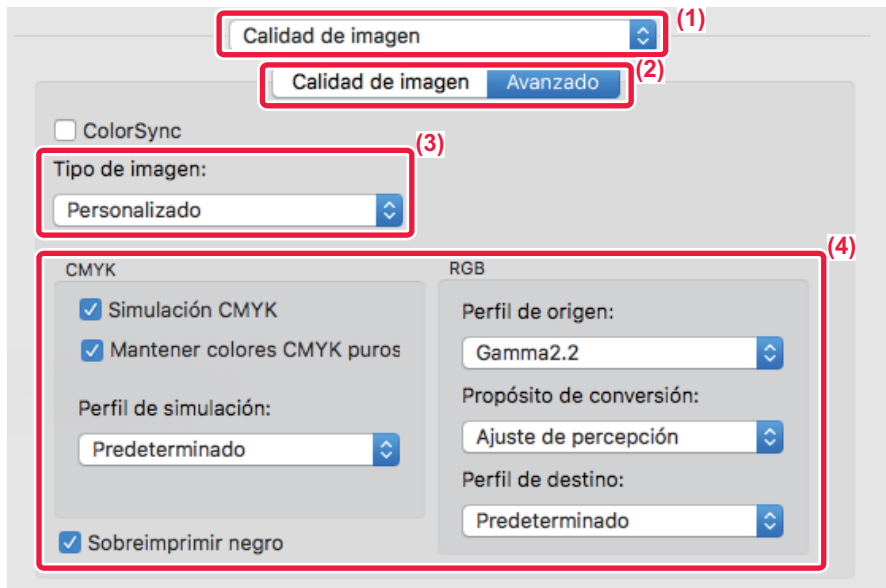 Calidad de imagen
(1)
Calidad de imagen Avanzado
(2)
ColorSync
(3)
Tipo de imagen:
Personalizado
(4)
CMYK
Simulación CMYK
Mantener colores CMYK puros
Perfil de simulación:
Predeterminado
Sobreimprimir negro
RGB
Perfil de origen:
Gamma2.2
Propósito de conversión:
Ajuste de percepción
Perfil de destino:
Predeterminado